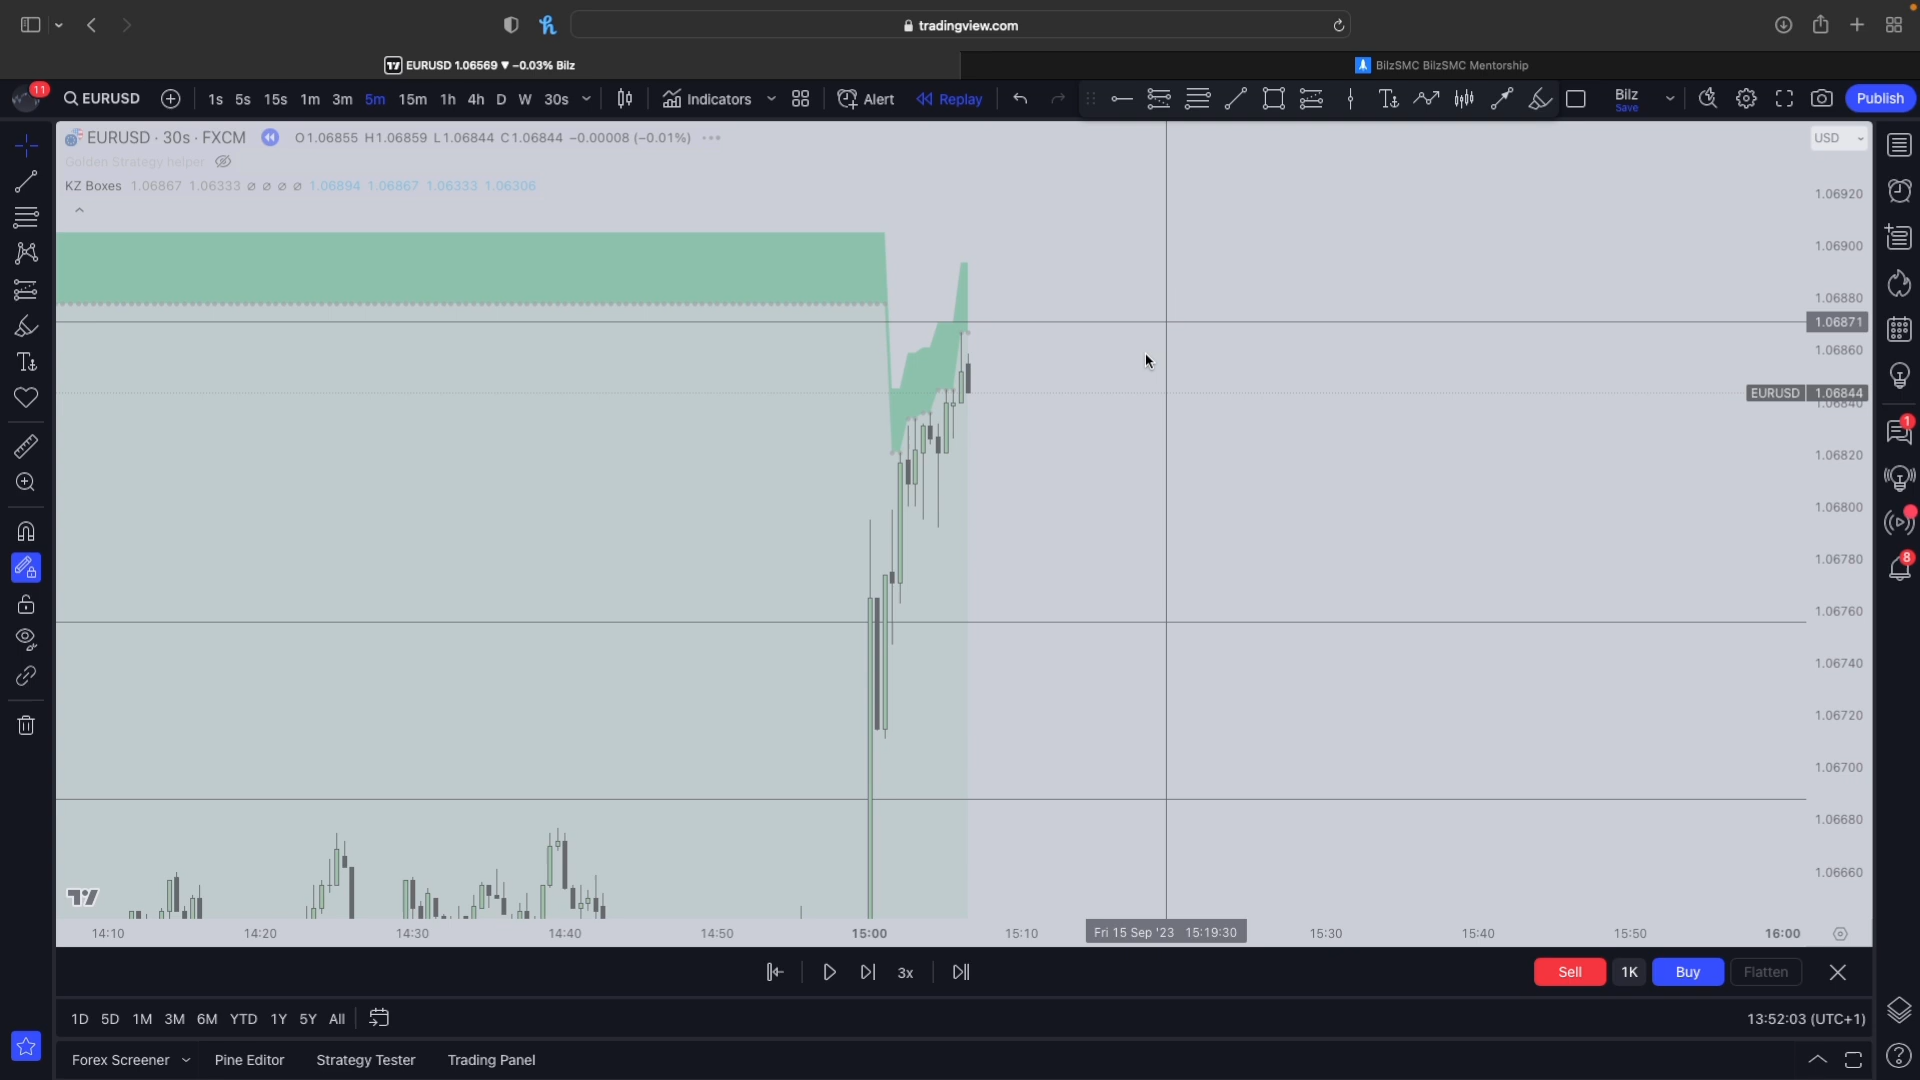 tradingview.com
EURUSD 1.06569 ▼ −0.03% Bilz
BilzSMC BilzSMC Mentorship
11
EURUSD 1s 5s 15s 1m 3m 5m 15m 1h 4h D W 30s Indicators Alert Replay Bilz Save Publish
EURUSD · 30s · FXCM O1.06855 H1.06859 L1.06844 C1.06844 −0.00008 (−0.01%)
USD
Golden Strategy helper
KZ Boxes 1.06867 1.06333 ∅ ∅ ∅ ∅ 1.06894 1.06867 1.06333 1.06306
1.06920
1.06900
1.06880
1.06871
1.06860
EURUSD 1.06844
1.06840
1.06820
1.06800
1.06780
1.06760
1.06740
1.06720
1.06700
1.06680
1.06660
1
8
14:10 14:20 14:30 14:40 14:50 15:00 15:10 Fri 15 Sep '23 15:19:30 15:30 15:40 15:50 16:00
3x Sell 1K Buy Flatten
1D 5D 1M 3M 6M YTD 1Y 5Y All 13:52:03 (UTC+1)
Forex Screener Pine Editor Strategy Tester Trading Panel